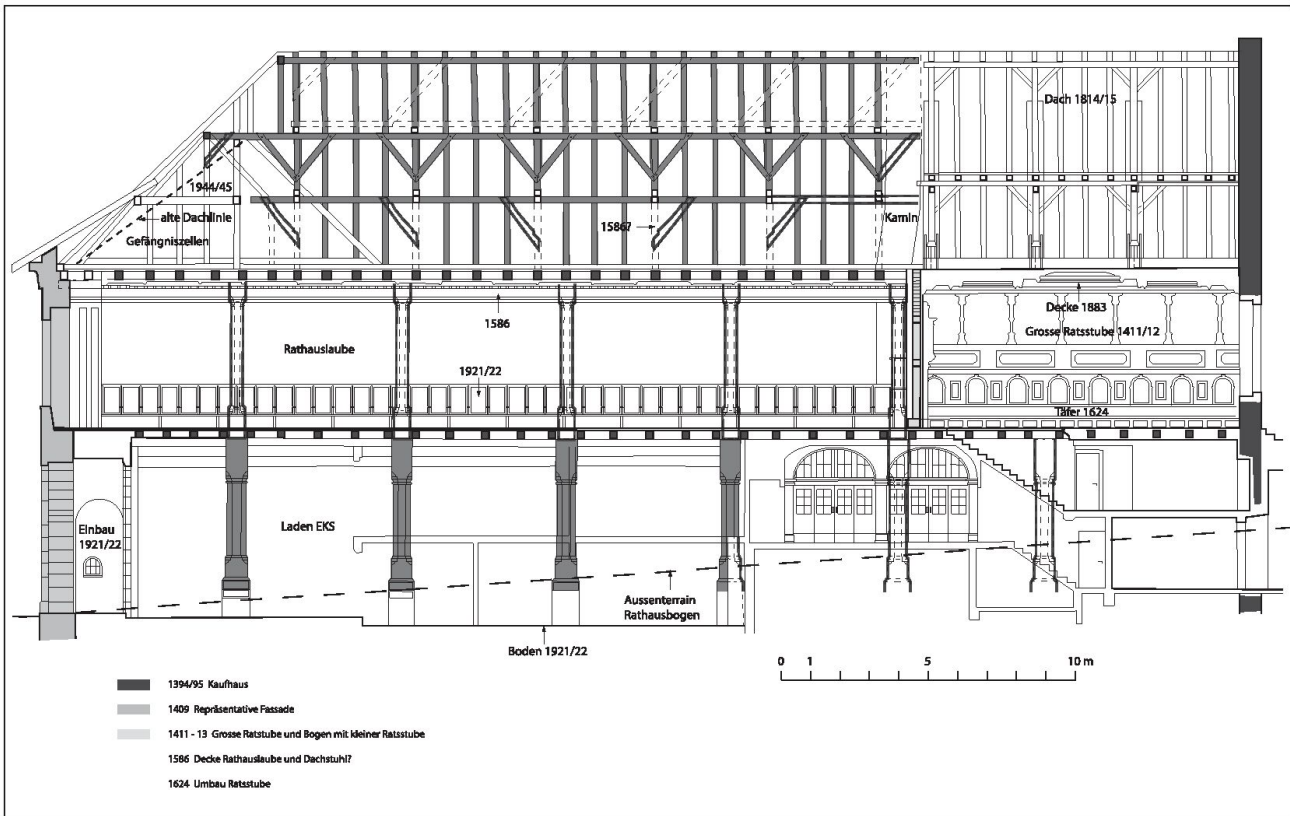 Dach 1814/15
1944/45
alte Dachlinie
Gefängniszellen
1586?
Kamin
1586
Decke 1883
Grosse Ratsstube 1411/12
Rathauslaube
1921/22
Täfer 1624
Einbau
1921/22
Laden EKS
Aussenterrain
Rathausbogen
Boden 1921/22
0 1 5 10 m
1394/95 Kaufhaus
1409 Repräsentative Fassade
1411 - 13 Grosse Ratstube und Bogen mit kleiner Ratsstube
1586 Decke Rathauslaube und Dachstuhl?
1624 Umbau Ratsstube